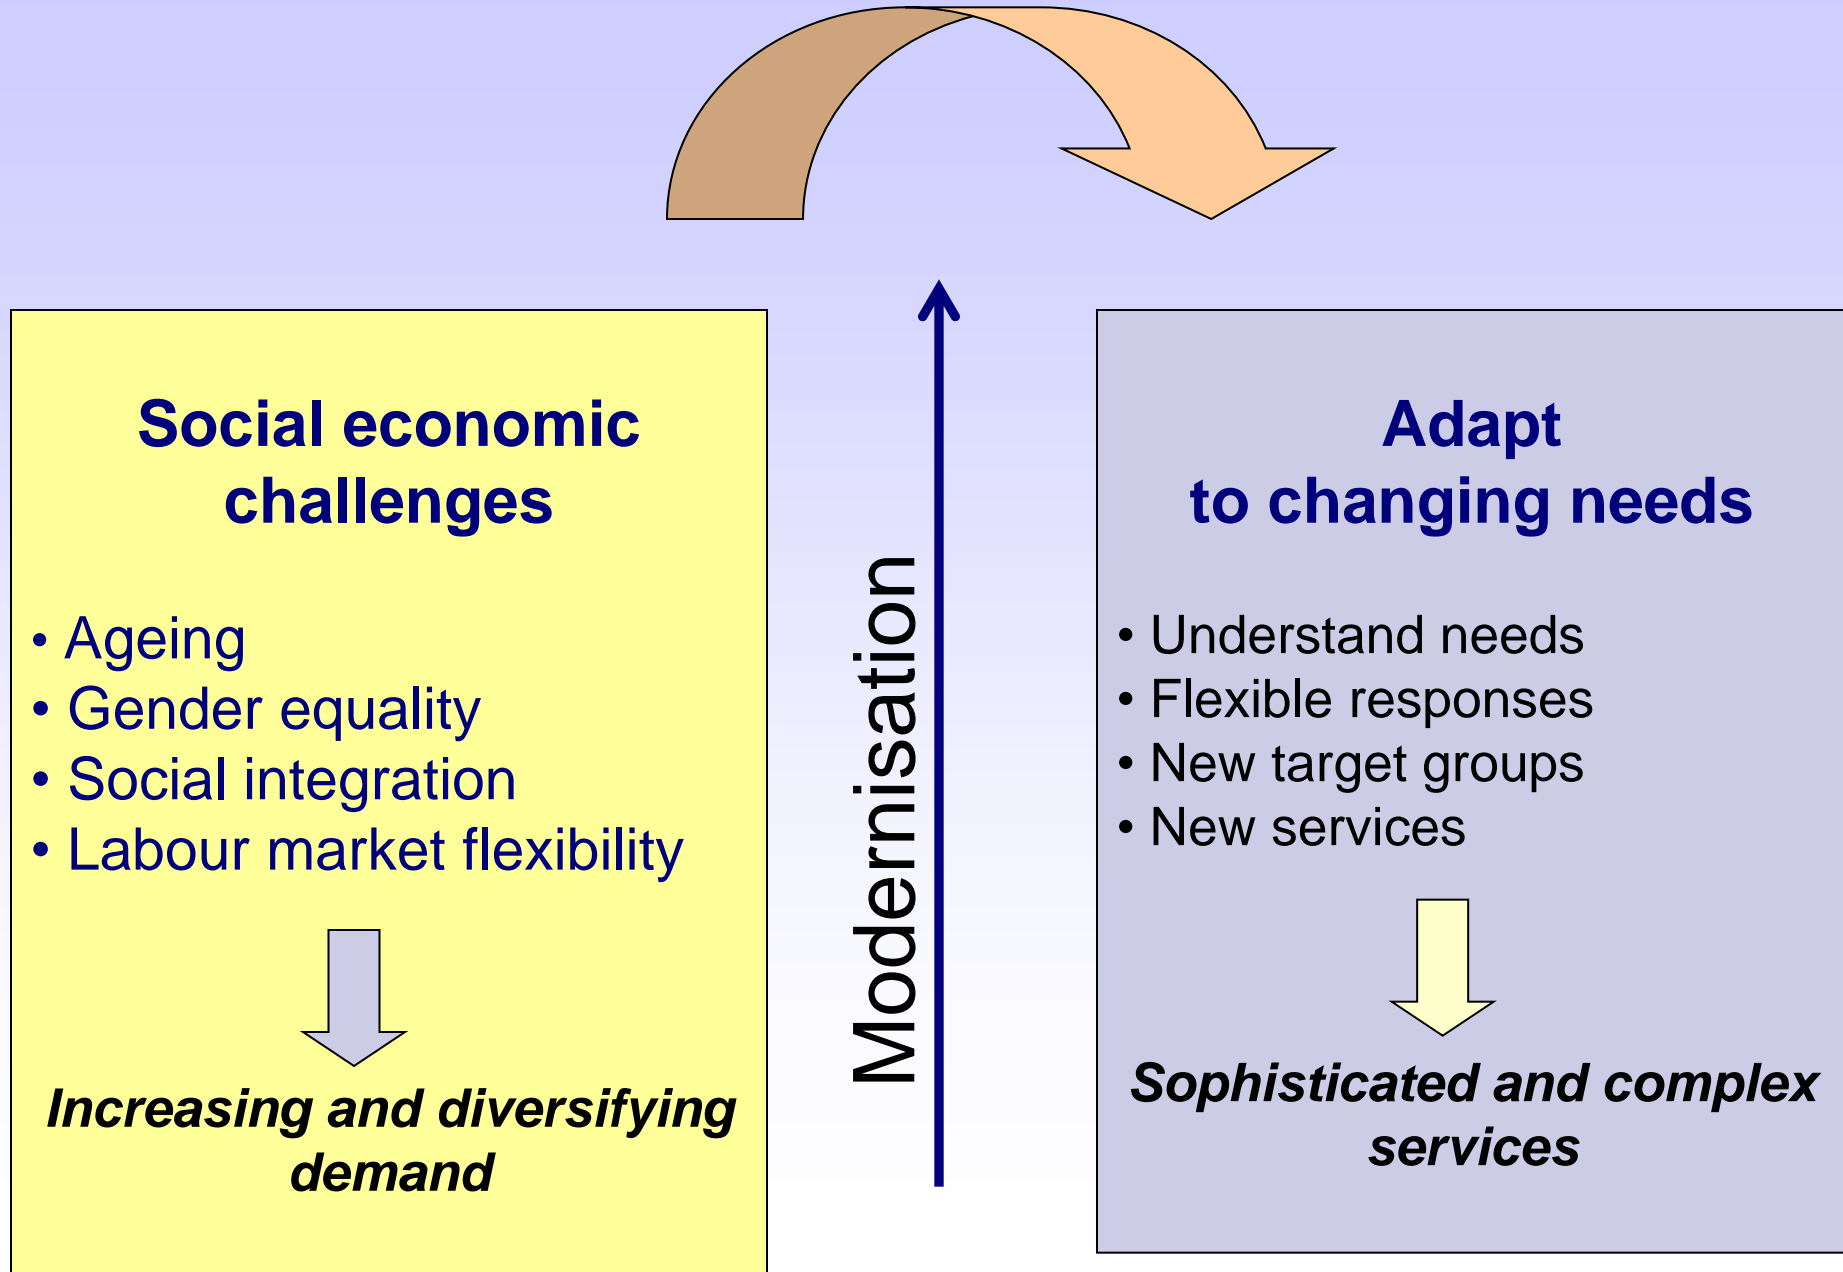 Social economic
challenges
• Ageing
• Gender equality
• Social integration
• Labour market flexibility
Increasing and diversifying
demand
Modernisation
Adapt
to changing needs
• Understand needs
• Flexible responses
• New target groups
• New services
Sophisticated and complex
services